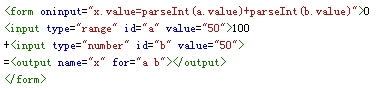 <form oninput="x.value=parseInt(a.value)+parseInt(b.value)">0
<input type="range" id="a" value="50">100
+<input type="number" id="b" value="50">
=<output name="x" for="a b"></output>
</form>